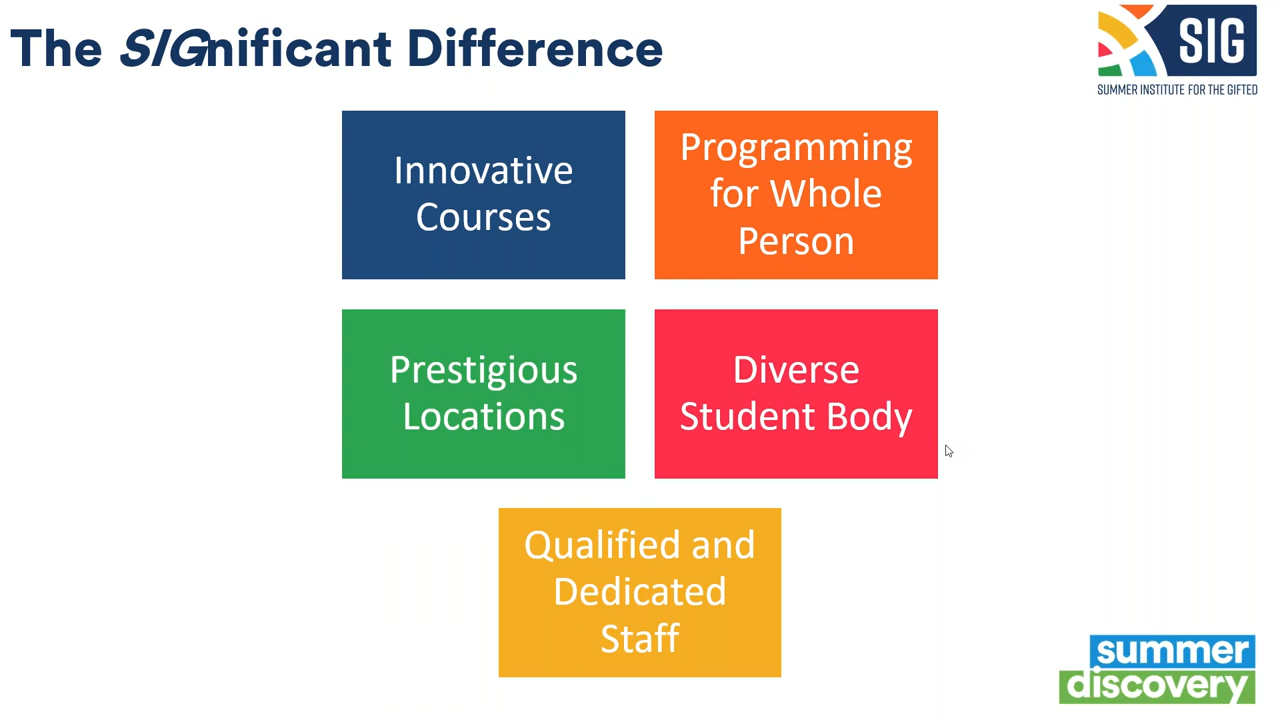 The SIGnificant Difference
SIG
SUMMER INSTITUTE FOR THE GIFTED
Innovative
Courses
Programming
for Whole
Person
Prestigious
Locations
Diverse
Student Body
Qualified and
Dedicated
Staff
summer
discovery